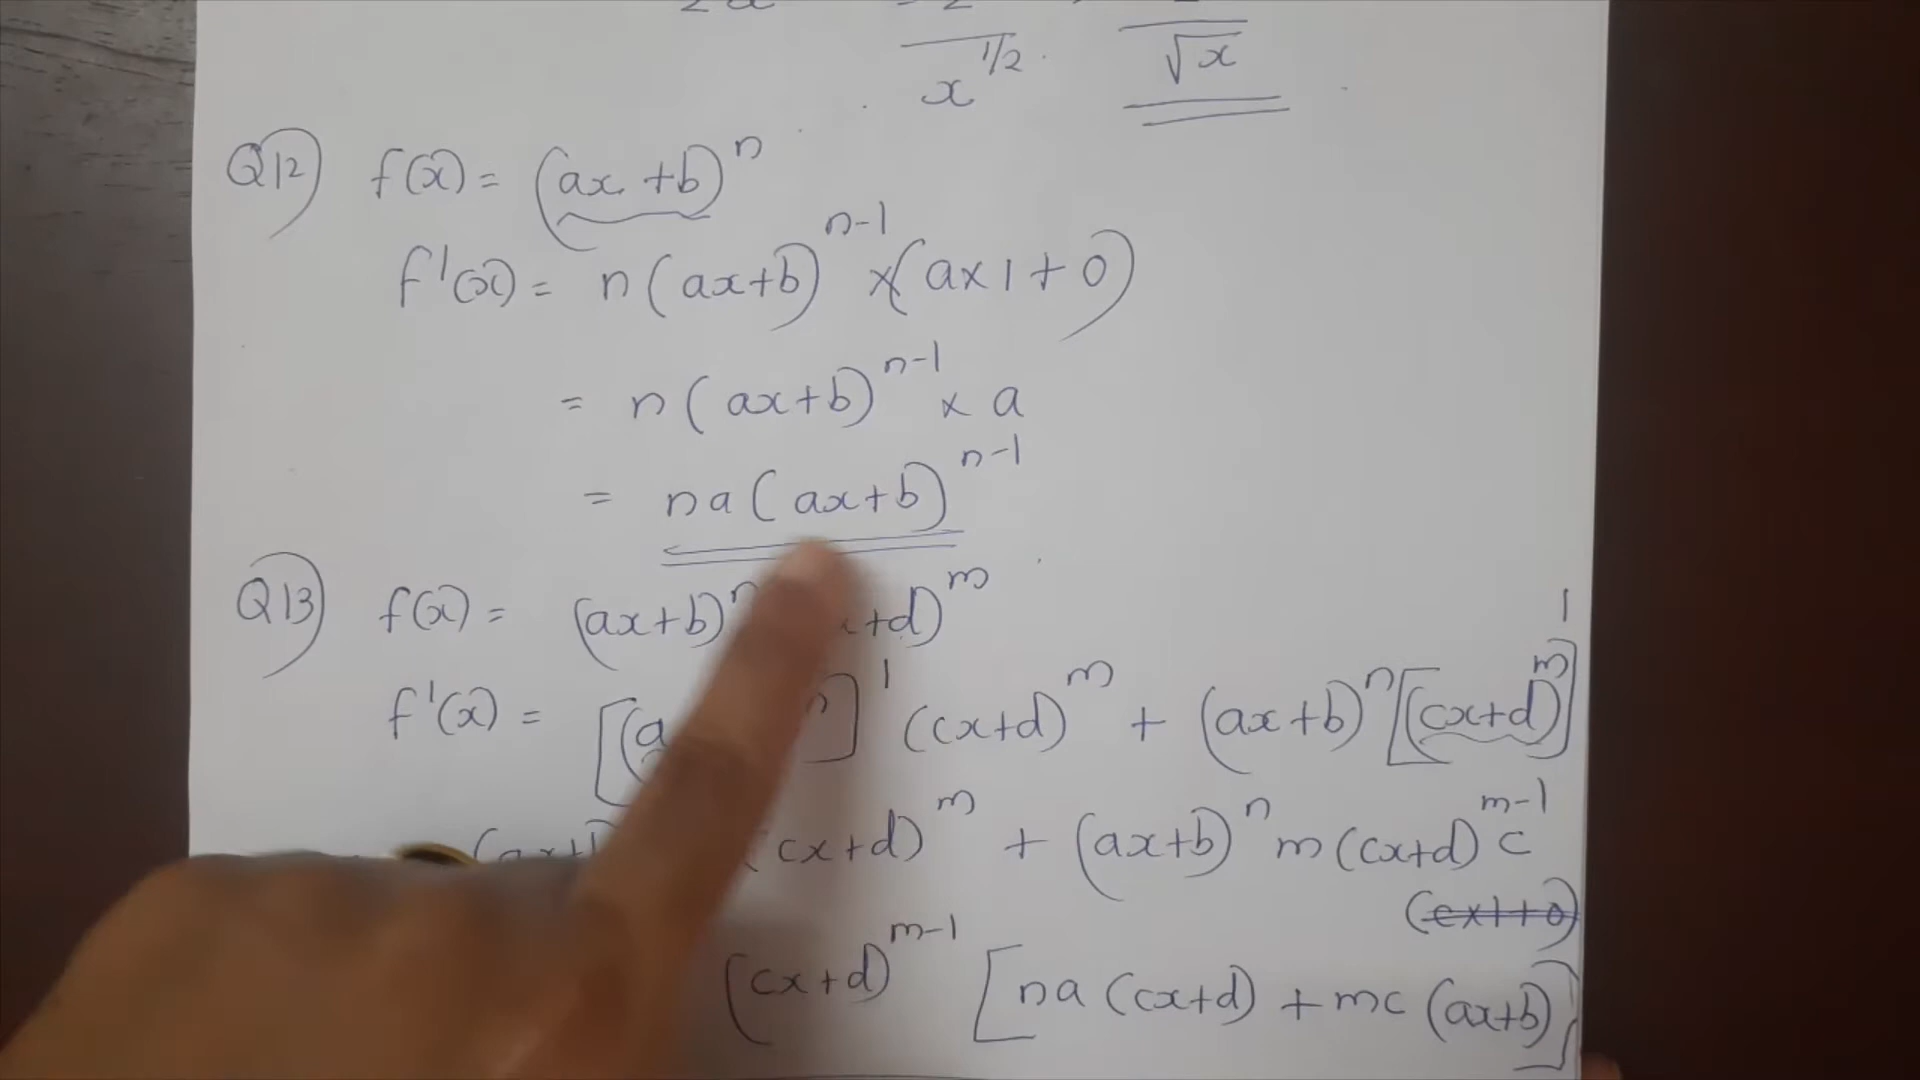 x^1/2 . √x
Q12) f(x) = (ax+b)^n
f'(x) = n(ax+b)^n-1 ×(a×1+0)
= n(ax+b)^n-1 × a
= na(ax+b)^n-1
Q13) f(x) = (ax+b)^n +d)^m
f'(x) = [(a n]' (cx+d)^m + (ax+b)^n [(cx+d)^m]'
(cx+d)^m + (ax+b)^n m(cx+d)^m-1 c
(c×1+0)
(cx+d)^m-1 [na(cx+d) + mc(ax+b)]